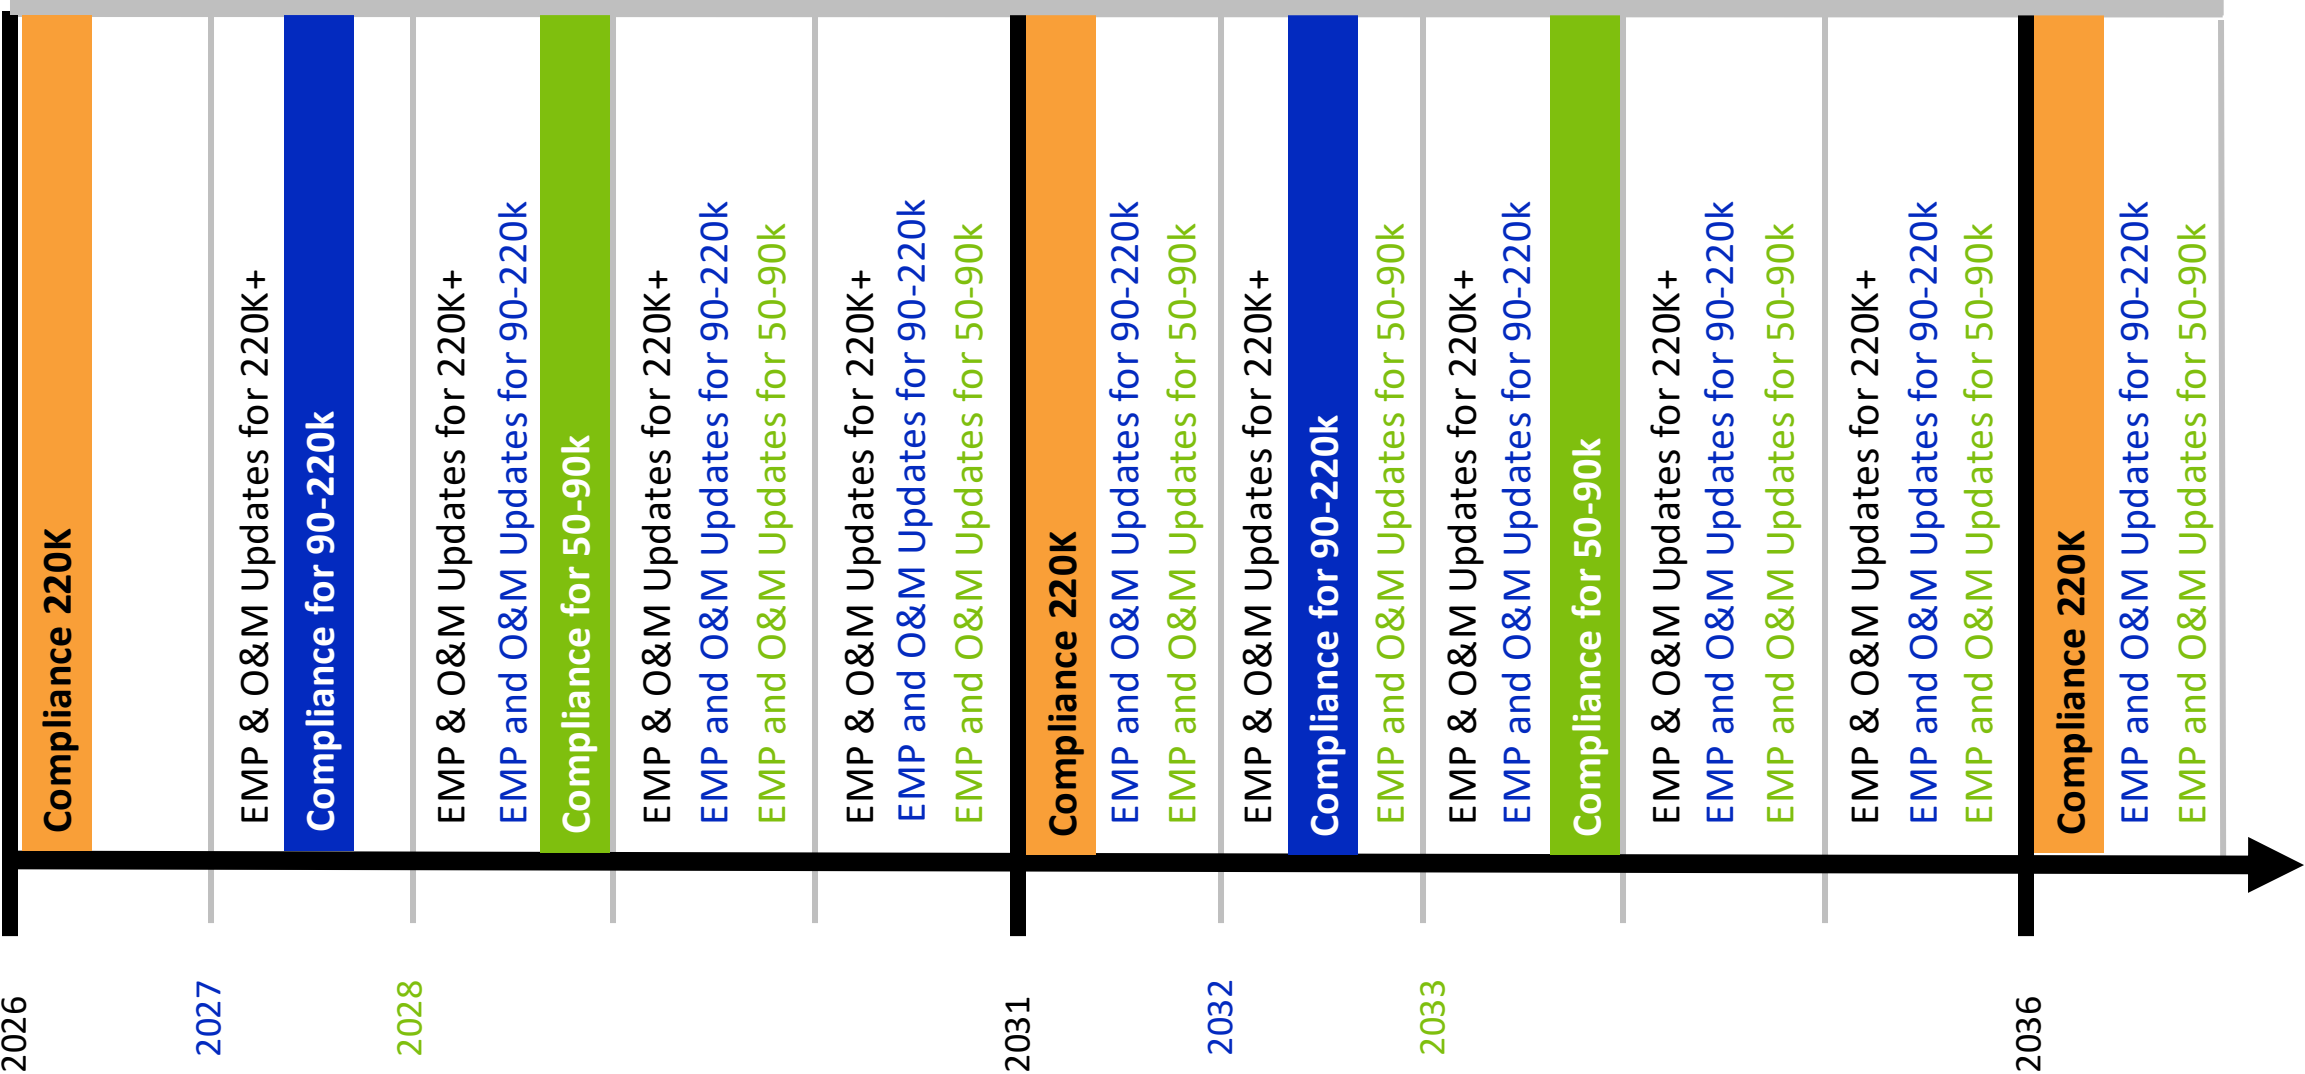 Compliance 220K
EMP & O&M Updates for 220K+
Compliance for 90-220k
EMP & O&M Updates for 220K+
EMP and O&M Updates for 90-220k
Compliance for 50-90k
EMP & O&M Updates for 220K+
EMP and O&M Updates for 90-220k
EMP and O&M Updates for 50-90k
EMP & O&M Updates for 220K+
EMP and O&M Updates for 90-220k
EMP and O&M Updates for 50-90k
Compliance 220K
EMP and O&M Updates for 90-220k
EMP and O&M Updates for 50-90k
EMP & O&M Updates for 220K+
Compliance for 90-220k
EMP and O&M Updates for 50-90k
EMP & O&M Updates for 220K+
EMP and O&M Updates for 90-220k
Compliance for 50-90k
EMP & O&M Updates for 220K+
EMP and O&M Updates for 90-220k
EMP and O&M Updates for 50-90k
EMP & O&M Updates for 220K+
EMP and O&M Updates for 90-220k
EMP and O&M Updates for 50-90k
Compliance 220K
EMP and O&M Updates for 90-220k
EMP and O&M Updates for 50-90k
2026
2027
2028
2031
2032
2033
2036